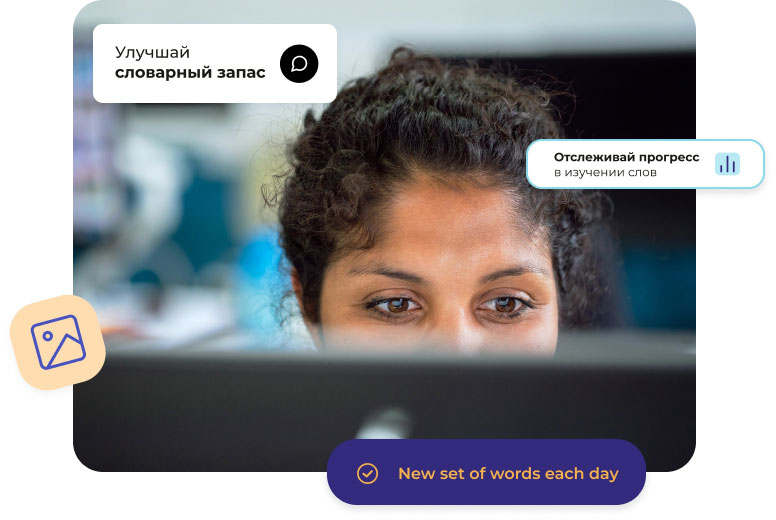 Улучшай
словарный запас
Отслеживай прогресс
в изучении слов
New set of words each day